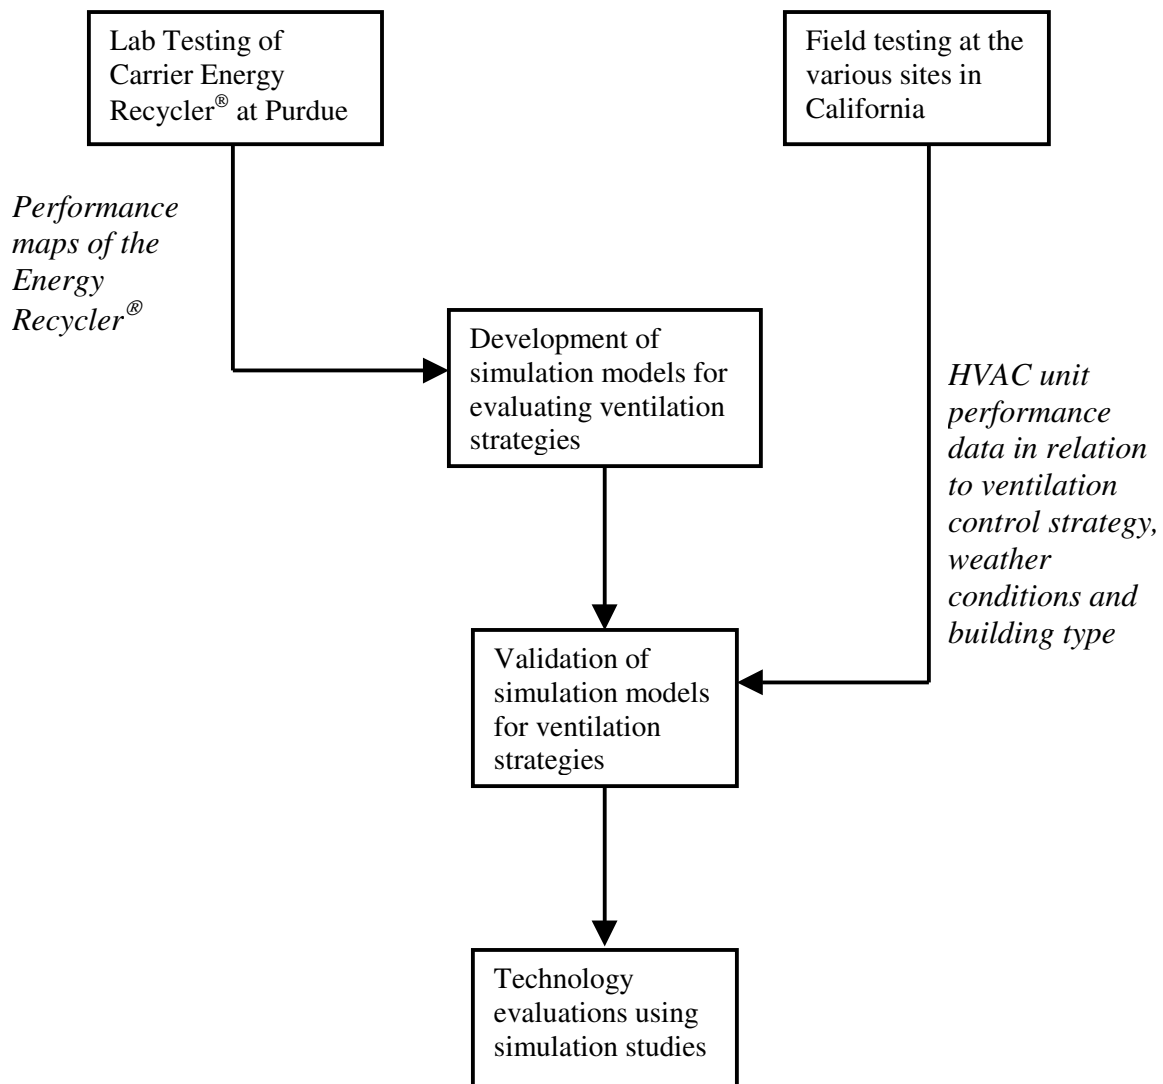 Lab Testing of
Carrier Energy
Recycler® at Purdue
Field testing at the
various sites in
California
Performance
maps of the
Energy
Recycler®
Development of
simulation models for
evaluating ventilation
strategies
HVAC unit
performance
data in relation
to ventilation
control strategy,
weather
conditions and
building type
Validation of
simulation models
for ventilation
strategies
Technology
evaluations using
simulation studies